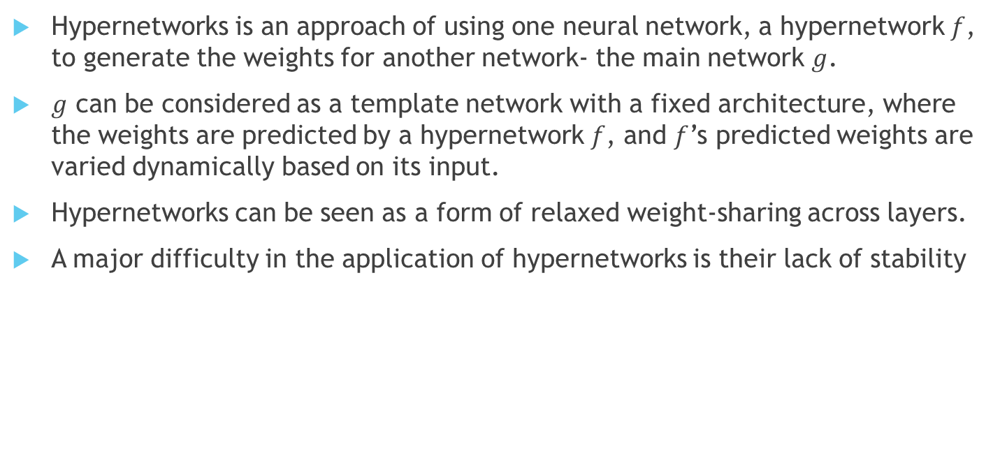 Hypernetworks is an approach of using one neural network, a hypernetwork f,
to generate the weights for another network- the main network g.
g can be considered as a template network with a fixed architecture, where
the weights are predicted by a hypernetwork f, and f's predicted weights are
varied dynamically based on its input.
Hypernetworks can be seen as a form of relaxed weight-sharing across layers.
A major difficulty in the application of hypernetworks is their lack of stability